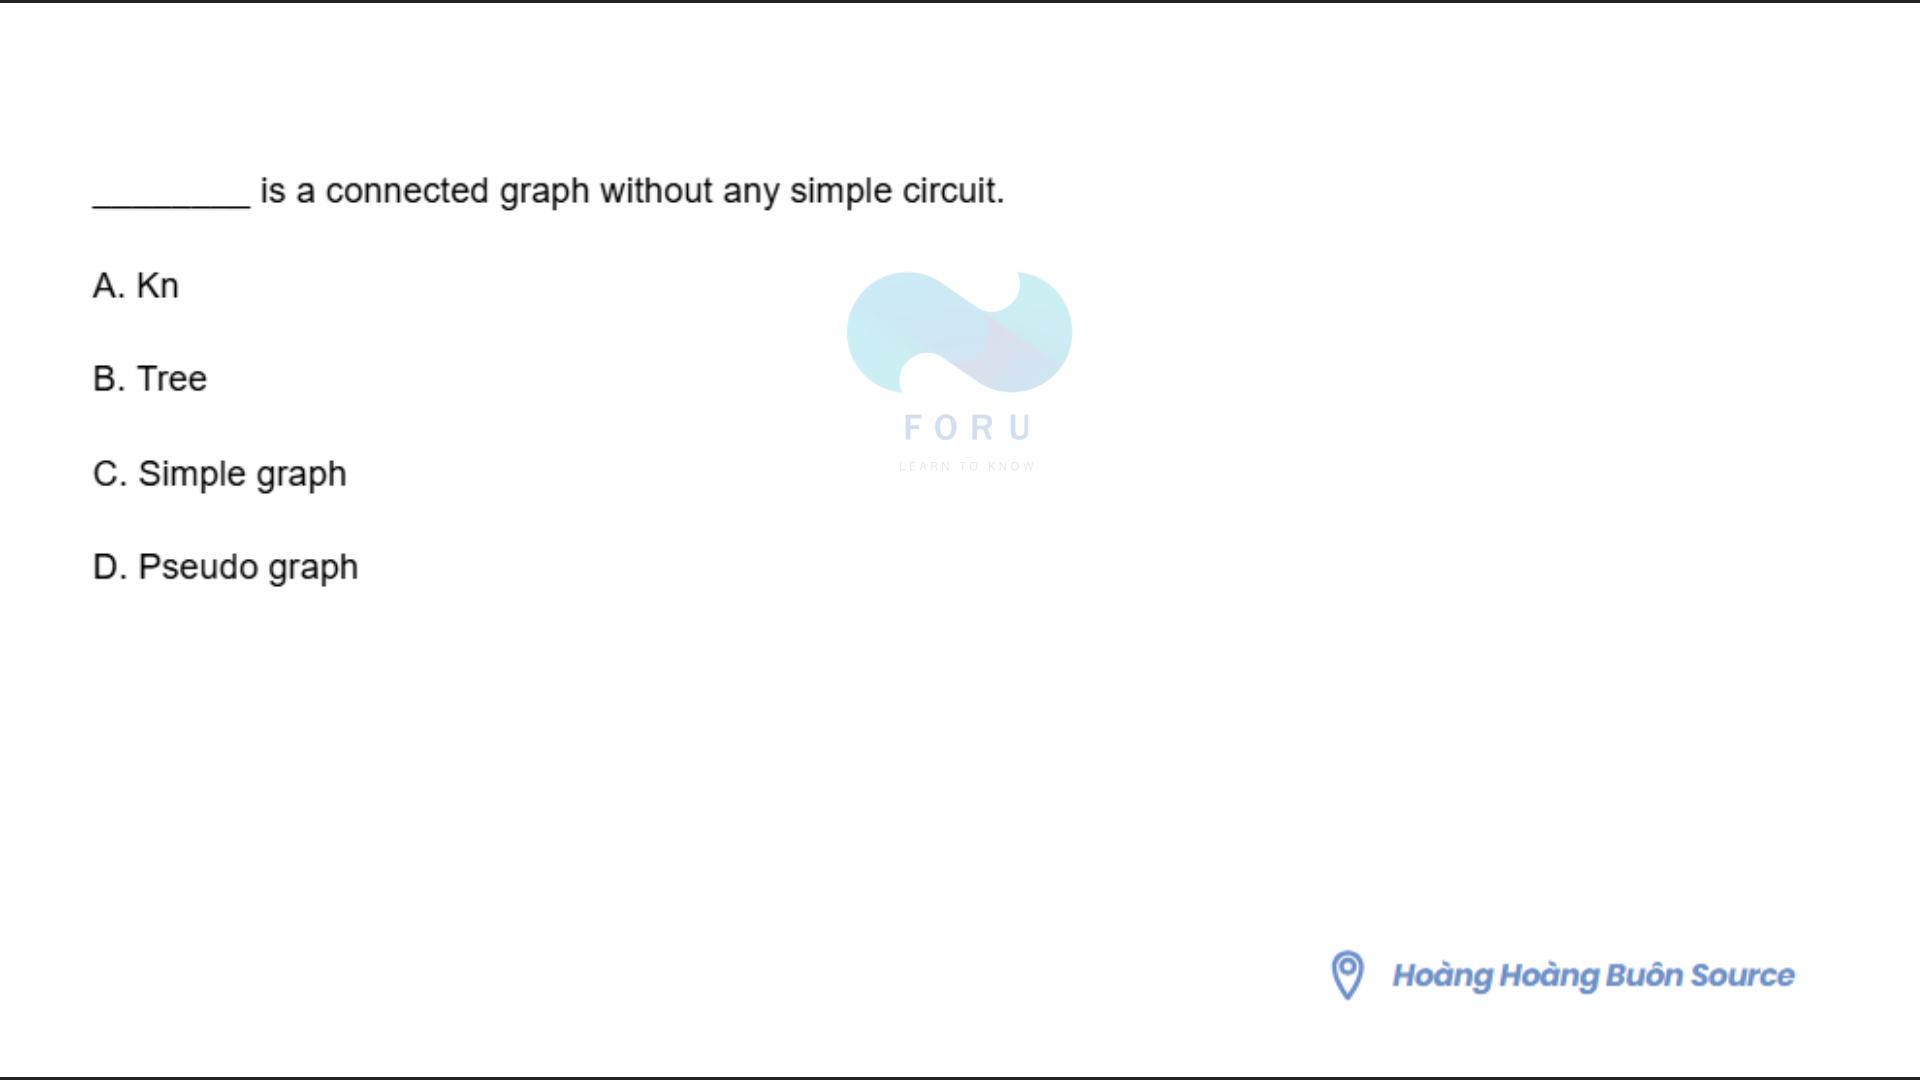 ________ is a connected graph without any simple circuit.
A. Kn
B. Tree
C. Simple graph
D. Pseudo graph
FORU
LEARN TO KNOW
Hoàng Hoàng Buôn Source